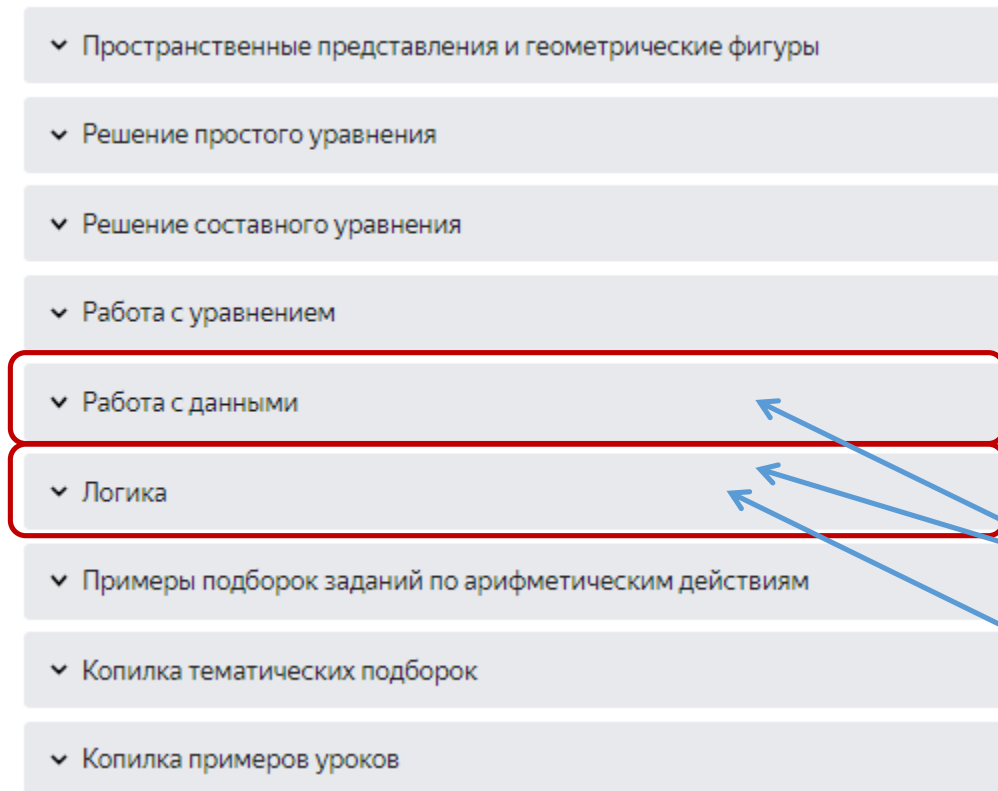 Пространственные представления и геометрические фигуры
Решение простого уравнения
Решение составного уравнения
Работа с уравнением
Работа с данными
Логика
Примеры подборок заданий по арифметическим действиям
Копилка тематических подборок
Копилка примеров уроков